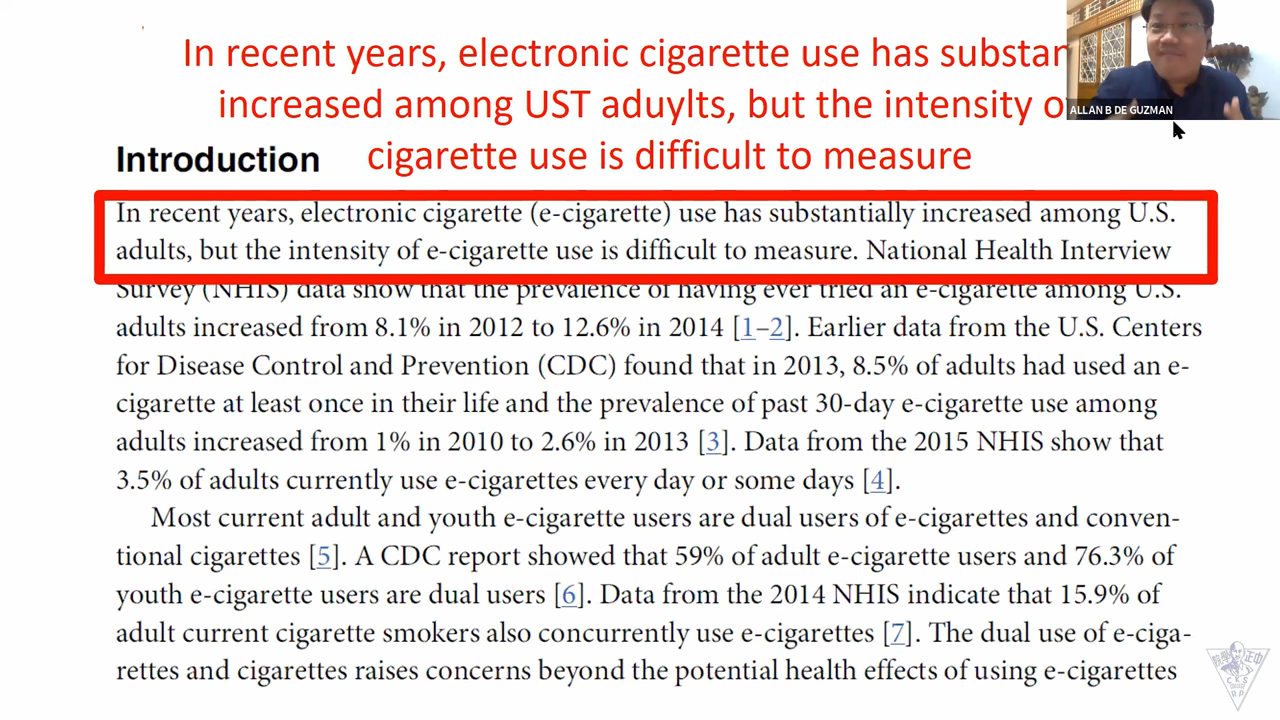 In recent years, electronic cigarette use has substan
increased among UST aduylts, but the intensity o
cigarette use is difficult to measure
ALLAN B DE GUZMAN
Introduction
In recent years, electronic cigarette (e-cigarette) use has substantially increased among U.S.
adults, but the intensity of e-cigarette use is difficult to measure. National Health Interview
Survey (NHIS) data show that the prevalence of having ever tried an e-cigarette among U.S.
adults increased from 8.1% in 2012 to 12.6% in 2014 [1–2]. Earlier data from the U.S. Centers
for Disease Control and Prevention (CDC) found that in 2013, 8.5% of adults had used an e-
cigarette at least once in their life and the prevalence of past 30-day e-cigarette use among
adults increased from 1% in 2010 to 2.6% in 2013 [3]. Data from the 2015 NHIS show that
3.5% of adults currently use e-cigarettes every day or some days [4].
Most current adult and youth e-cigarette users are dual users of e-cigarettes and conven-
tional cigarettes [5]. A CDC report showed that 59% of adult e-cigarette users and 76.3% of
youth e-cigarette users are dual users [6]. Data from the 2014 NHIS indicate that 15.9% of
adult current cigarette smokers also concurrently use e-cigarettes [7]. The dual use of e-ciga-
rettes and cigarettes raises concerns beyond the potential health effects of using e-cigarettes